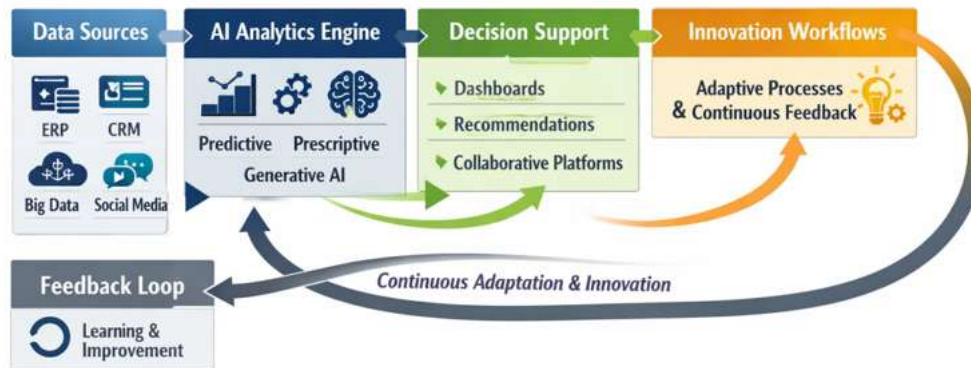 Data Sources
ERP CRM
Big Data Social Media
AI Analytics Engine
Predictive Prescriptive
Generative AI
Decision Support
Dashboards
Recommendations
Collaborative Platforms
Innovation Workflows
Adaptive Processes
& Continuous Feedback
Continuous Adaptation & Innovation
Feedback Loop
Learning &
Improvement